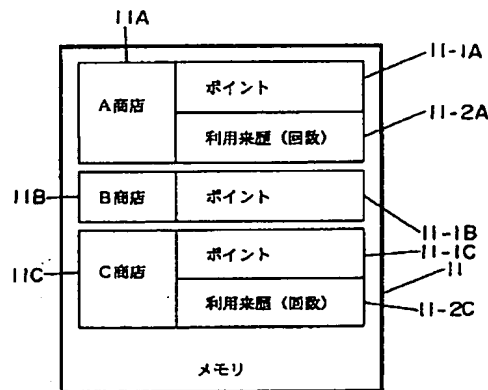 11A
11-1A
A商店
ポイント
利用来歴（回数）
11-2A
11B
B商店
ポイント
11-1B
11C
C商店
ポイント
11-1C
11
利用来歴（回数）
11-2C
メモリ